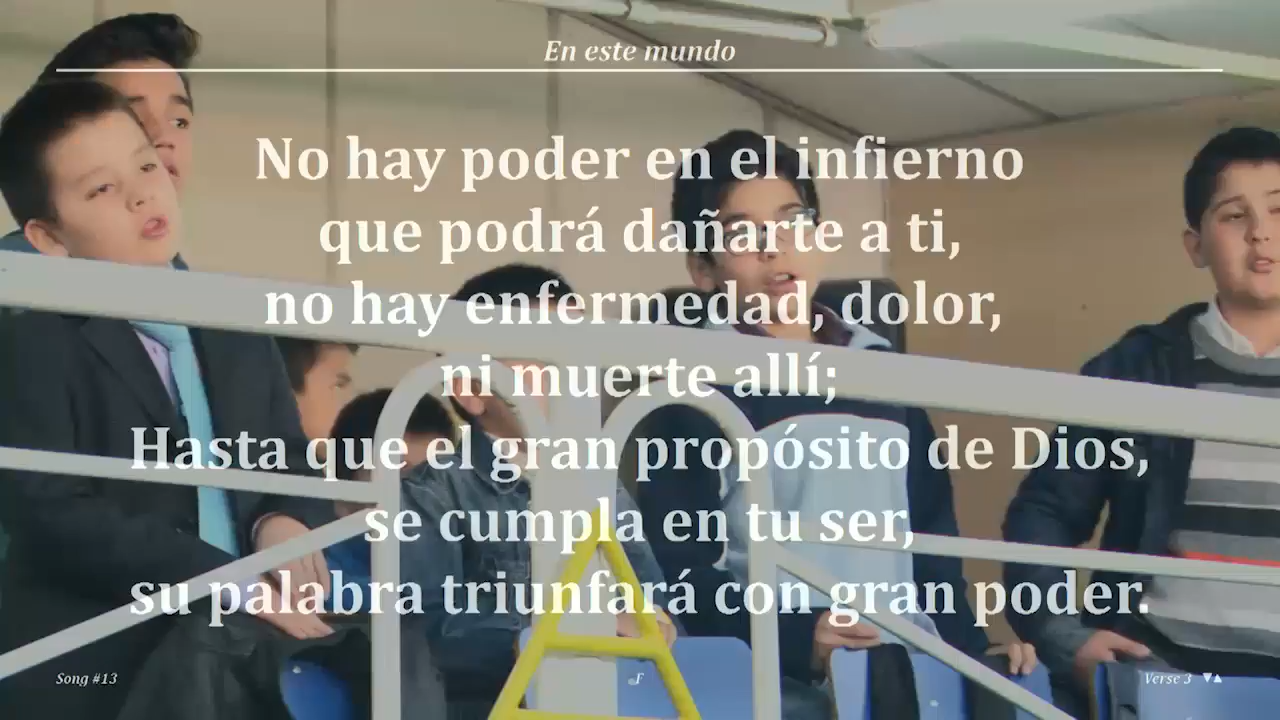 En este mundo
No hay poder en el infierno
que podrá dañarte a ti,
no hay enfermedad, dolor,
ni muerte allí;
Hasta que el gran propósito de Dios,
se cumpla en tu ser,
su palabra triunfará con gran poder.
Song #13
F
Verse 3 ▼▲